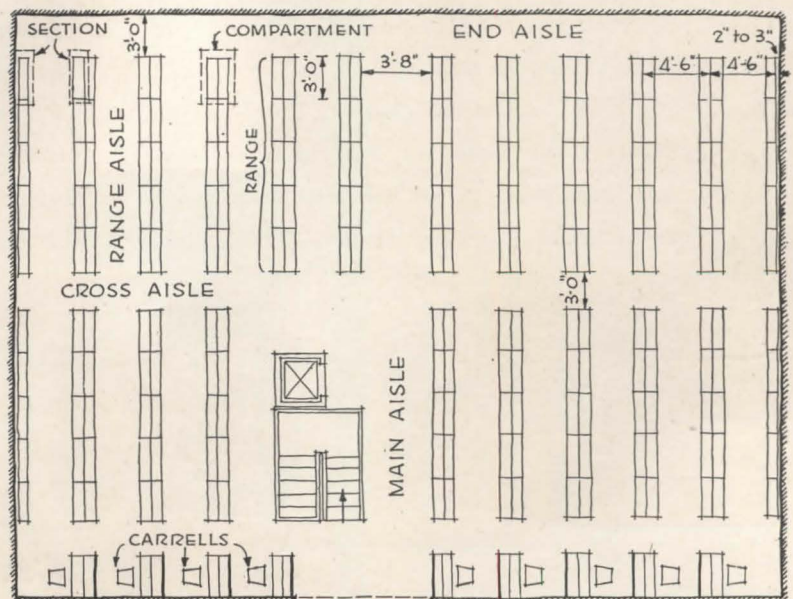 SECTION
3'-0"
COMPARTMENT
END AISLE
2" to 3"
3'-0"
3'-8"
4'-6"
4'-6"
RANGE AISLE
RANGE
CROSS AISLE
3'-0"
MAIN AISLE
CARRELLS